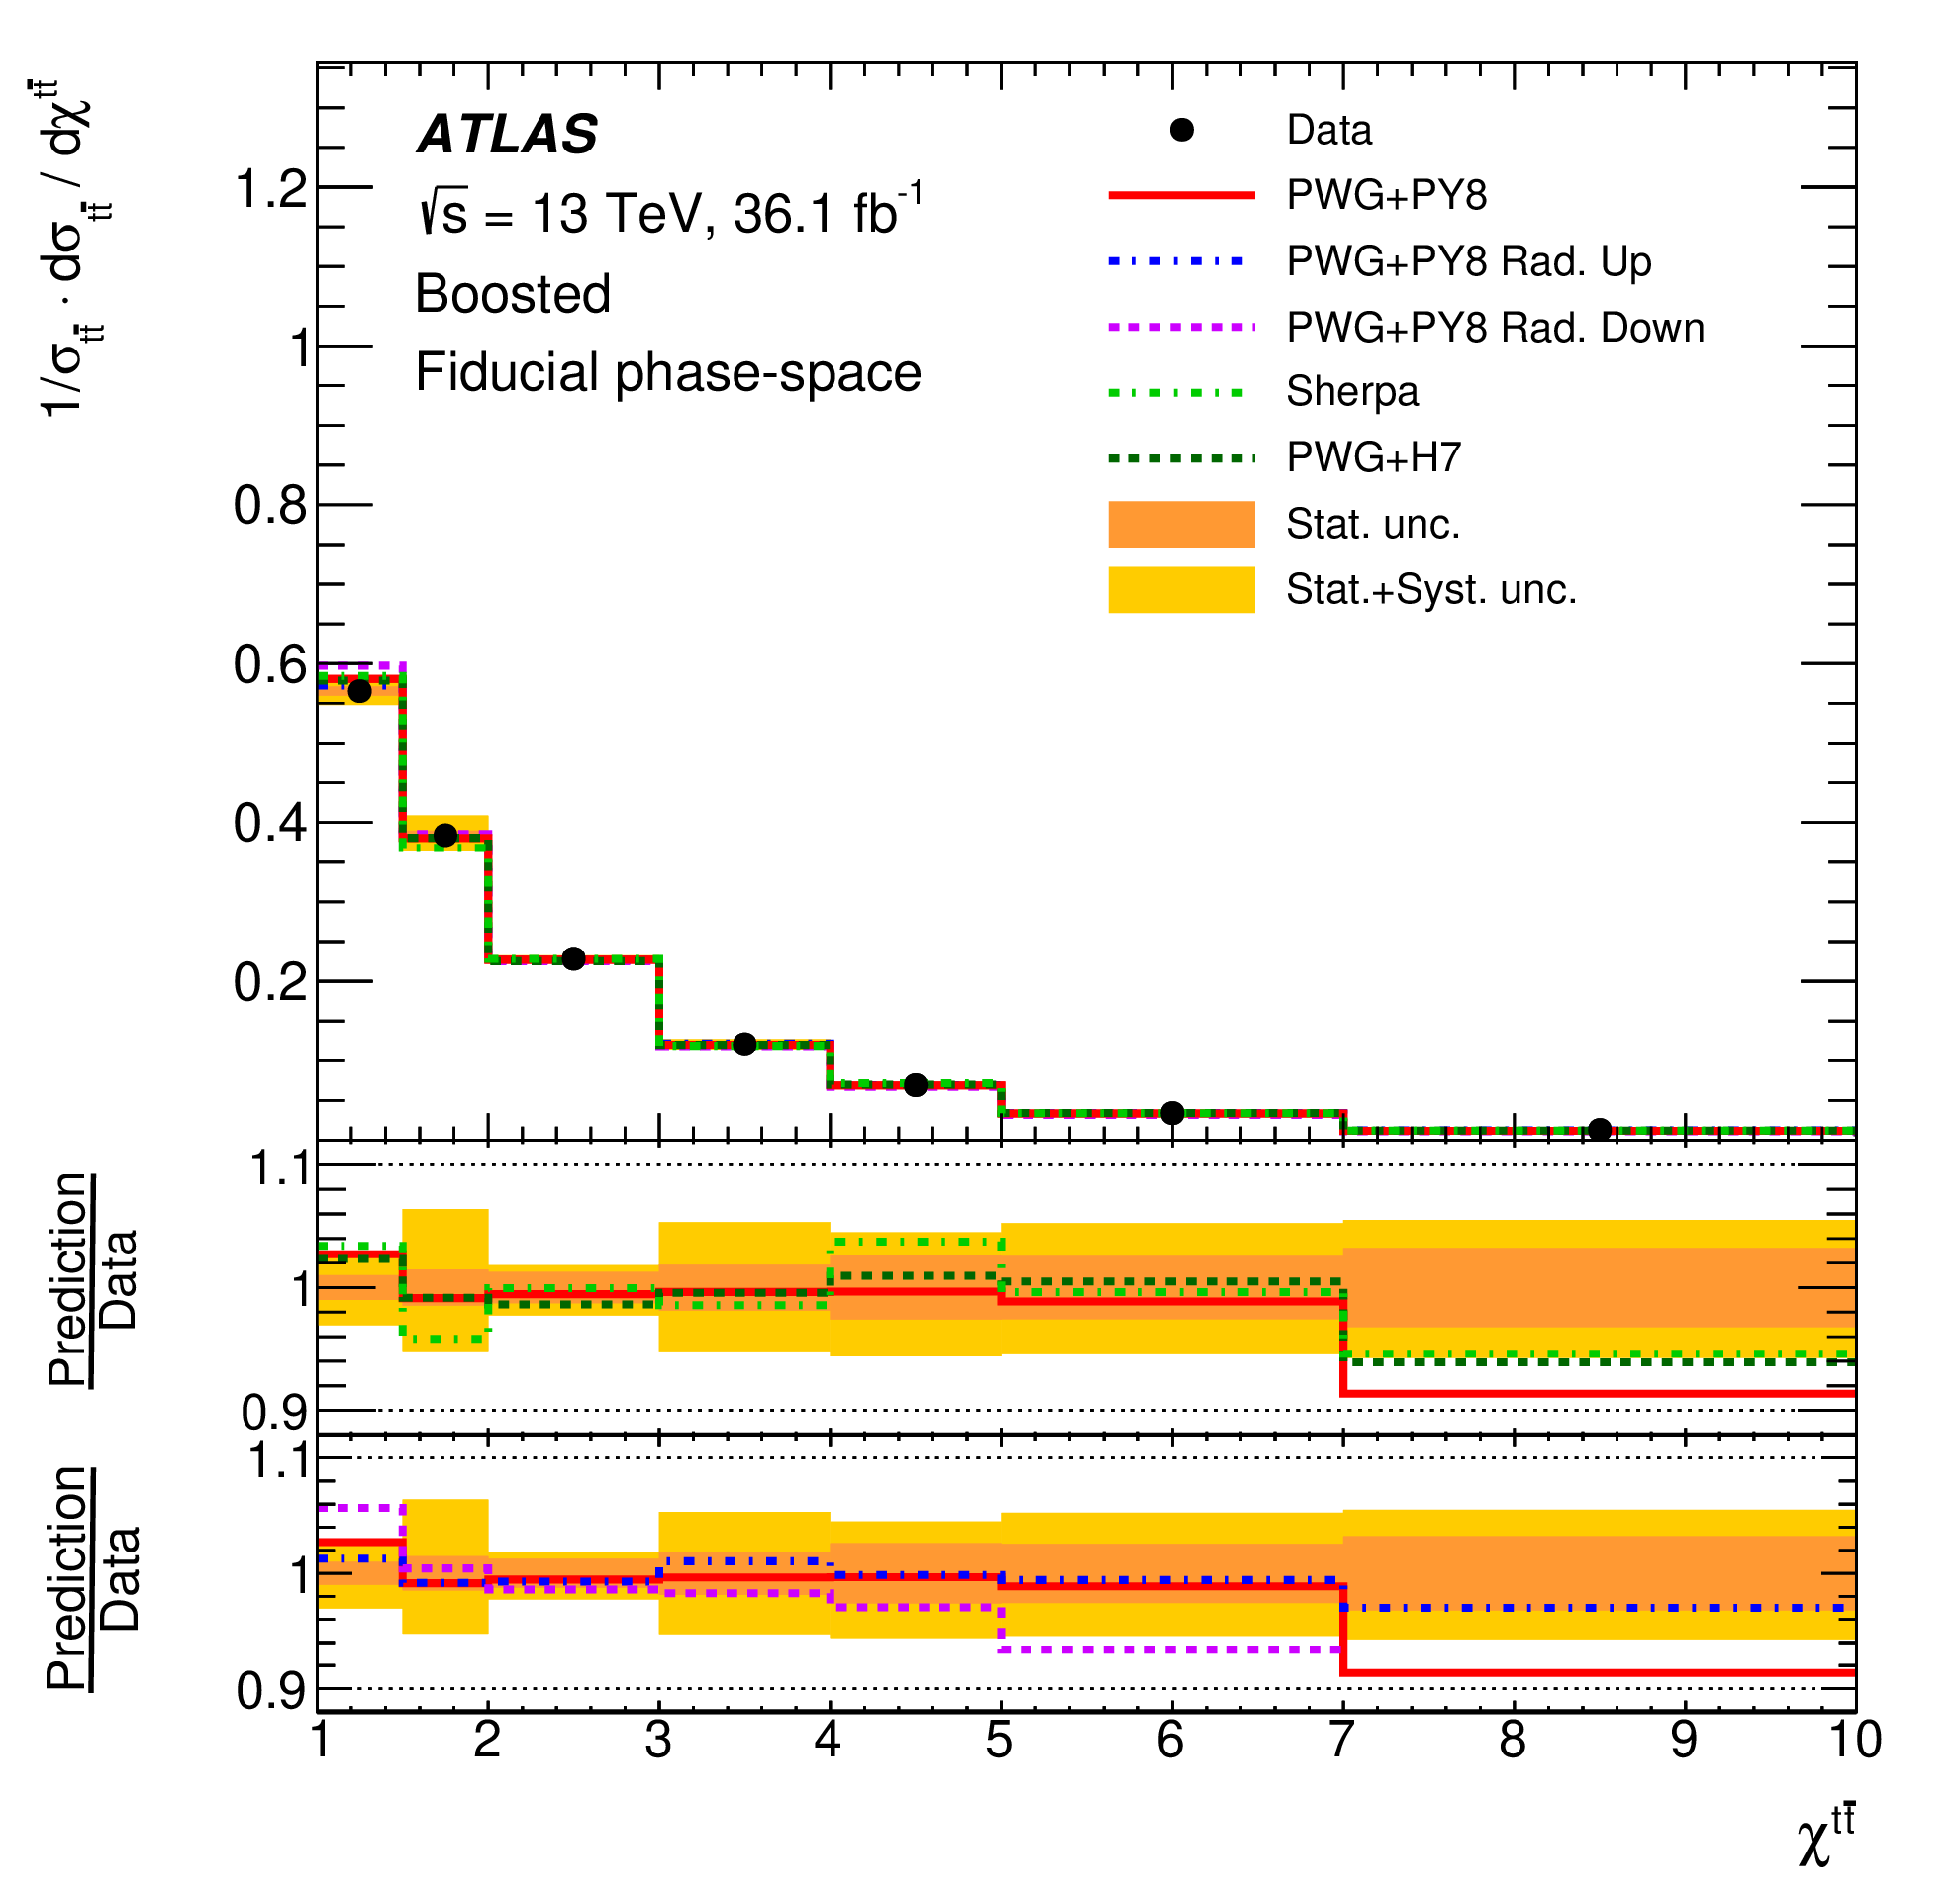 1/σ_tt̄ · dσ_tt̄ / dχ^tt̄
ATLAS
√s = 13 TeV, 36.1 fb⁻¹
Boosted
Fiducial phase-space
Data
PWG+PY8
PWG+PY8 Rad. Up
PWG+PY8 Rad. Down
Sherpa
PWG+H7
Stat. unc.
Stat.+Syst. unc.
1.2
1
0.8
0.6
0.4
0.2
Prediction
Data
1.1
1
0.9
Prediction
Data
1.1
1
0.9
1 2 3 4 5 6 7 8 9 10
χ^tt̄